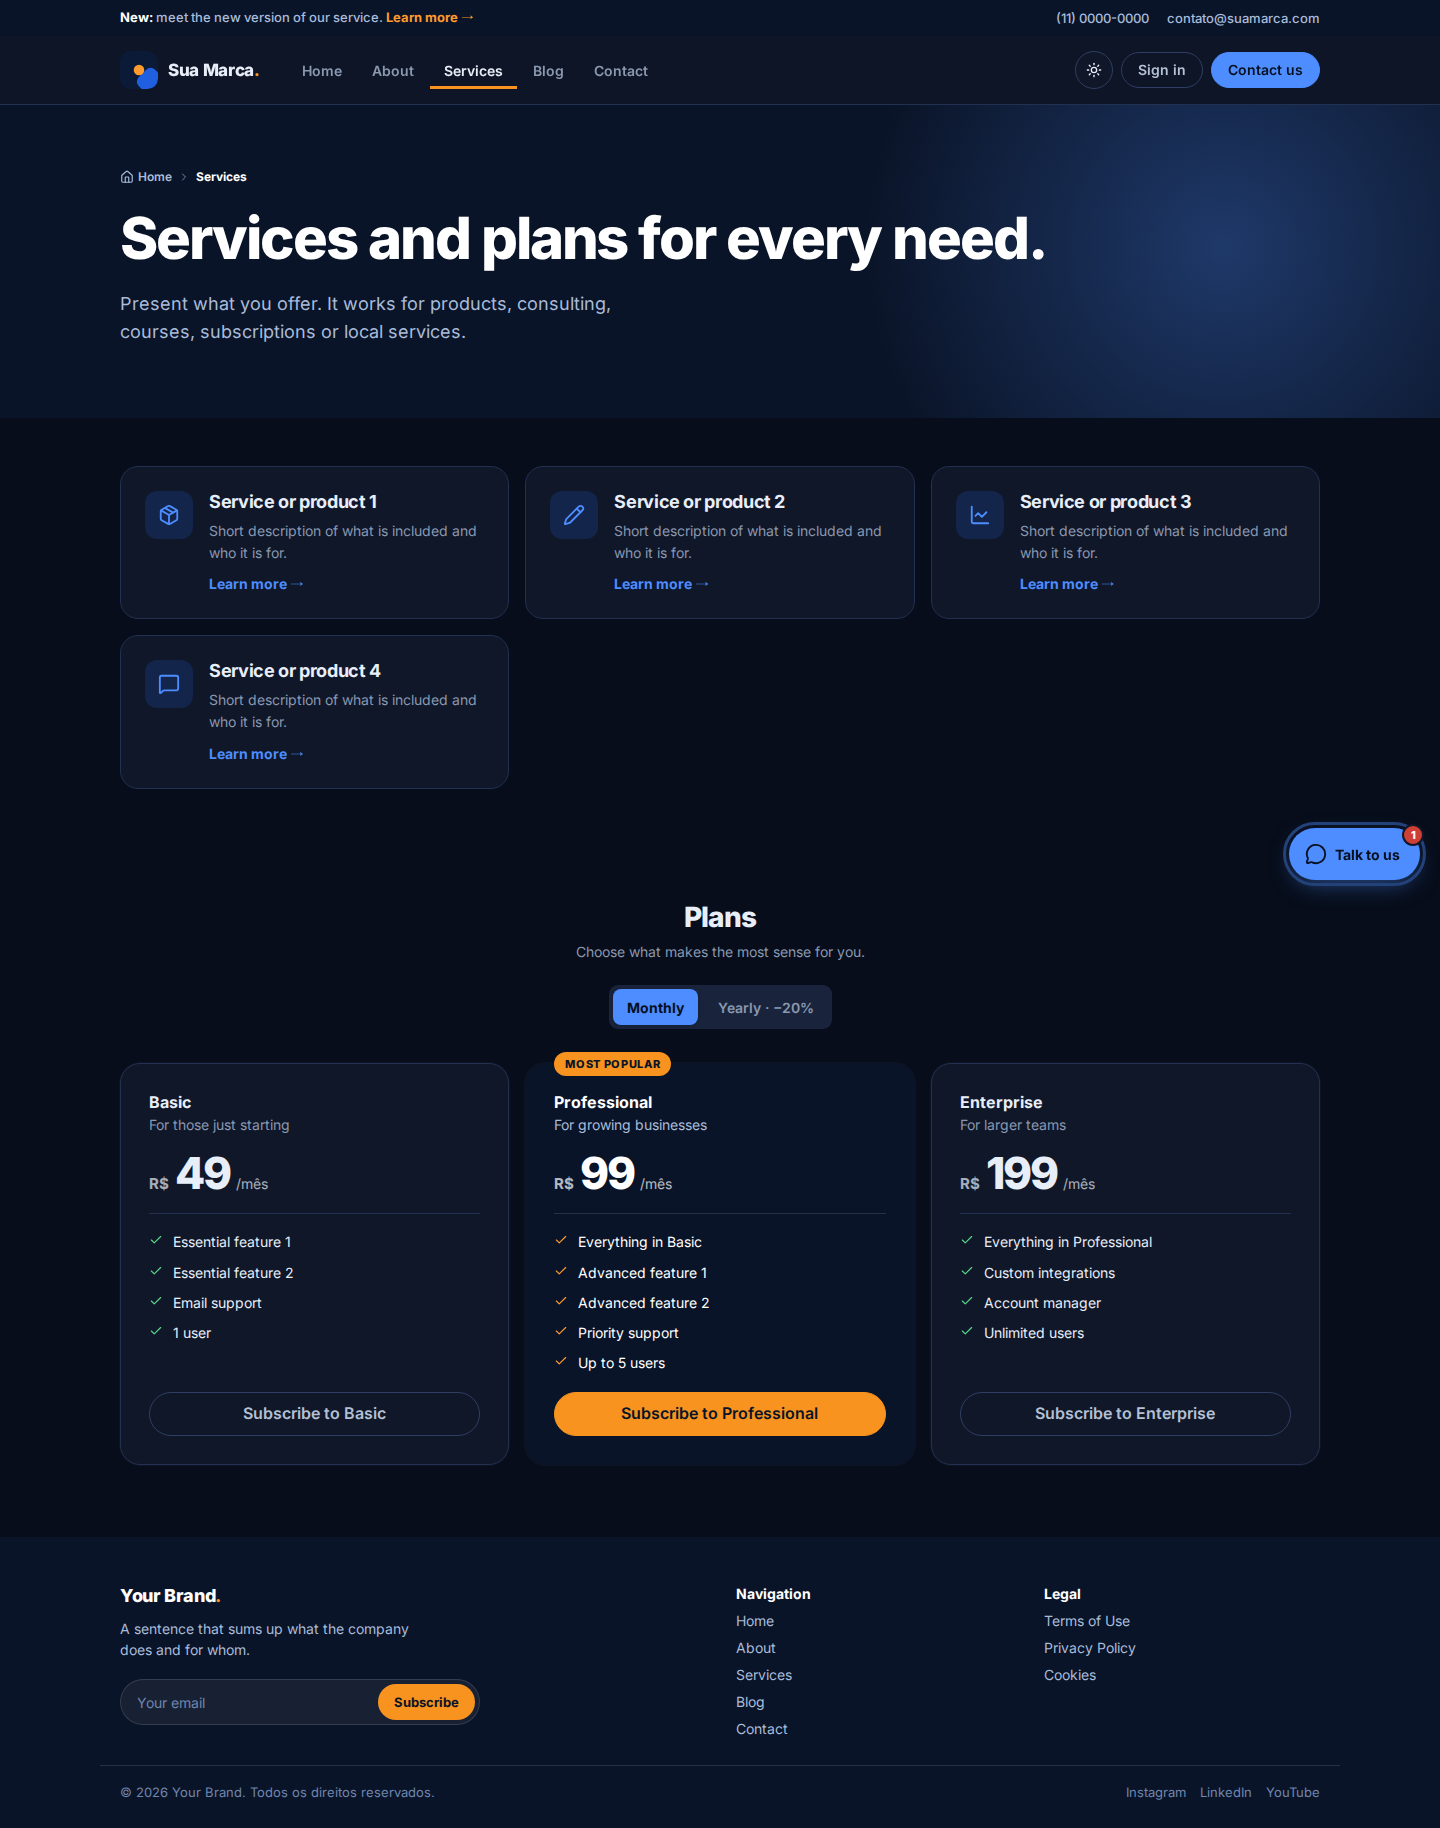 New: meet the new version of our service. Learn more →
(11) 0000-0000 contato@suamarca.com
Sua Marca. Home About Services Blog Contact Sign in Contact us
Home › Services
Services and plans for every need.
Present what you offer. It works for products, consulting,
courses, subscriptions or local services.
Service or product 1
Short description of what is included and
who it is for.
Learn more →
Service or product 2
Short description of what is included and
who it is for.
Learn more →
Service or product 3
Short description of what is included and
who it is for.
Learn more →
Service or product 4
Short description of what is included and
who it is for.
Learn more →
Talk to us 1
Plans
Choose what makes the most sense for you.
Monthly Yearly · −20%
Basic
For those just starting
R$ 49 /mês
Essential feature 1
Essential feature 2
Email support
1 user
Subscribe to Basic
MOST POPULAR
Professional
For growing businesses
R$ 99 /mês
Everything in Basic
Advanced feature 1
Advanced feature 2
Priority support
Up to 5 users
Subscribe to Professional
Enterprise
For larger teams
R$ 199 /mês
Everything in Professional
Custom integrations
Account manager
Unlimited users
Subscribe to Enterprise
Your Brand.
A sentence that sums up what the company
does and for whom.
Your email Subscribe
Navigation
Home
About
Services
Blog
Contact
Legal
Terms of Use
Privacy Policy
Cookies
© 2026 Your Brand. Todos os direitos reservados.
Instagram LinkedIn YouTube